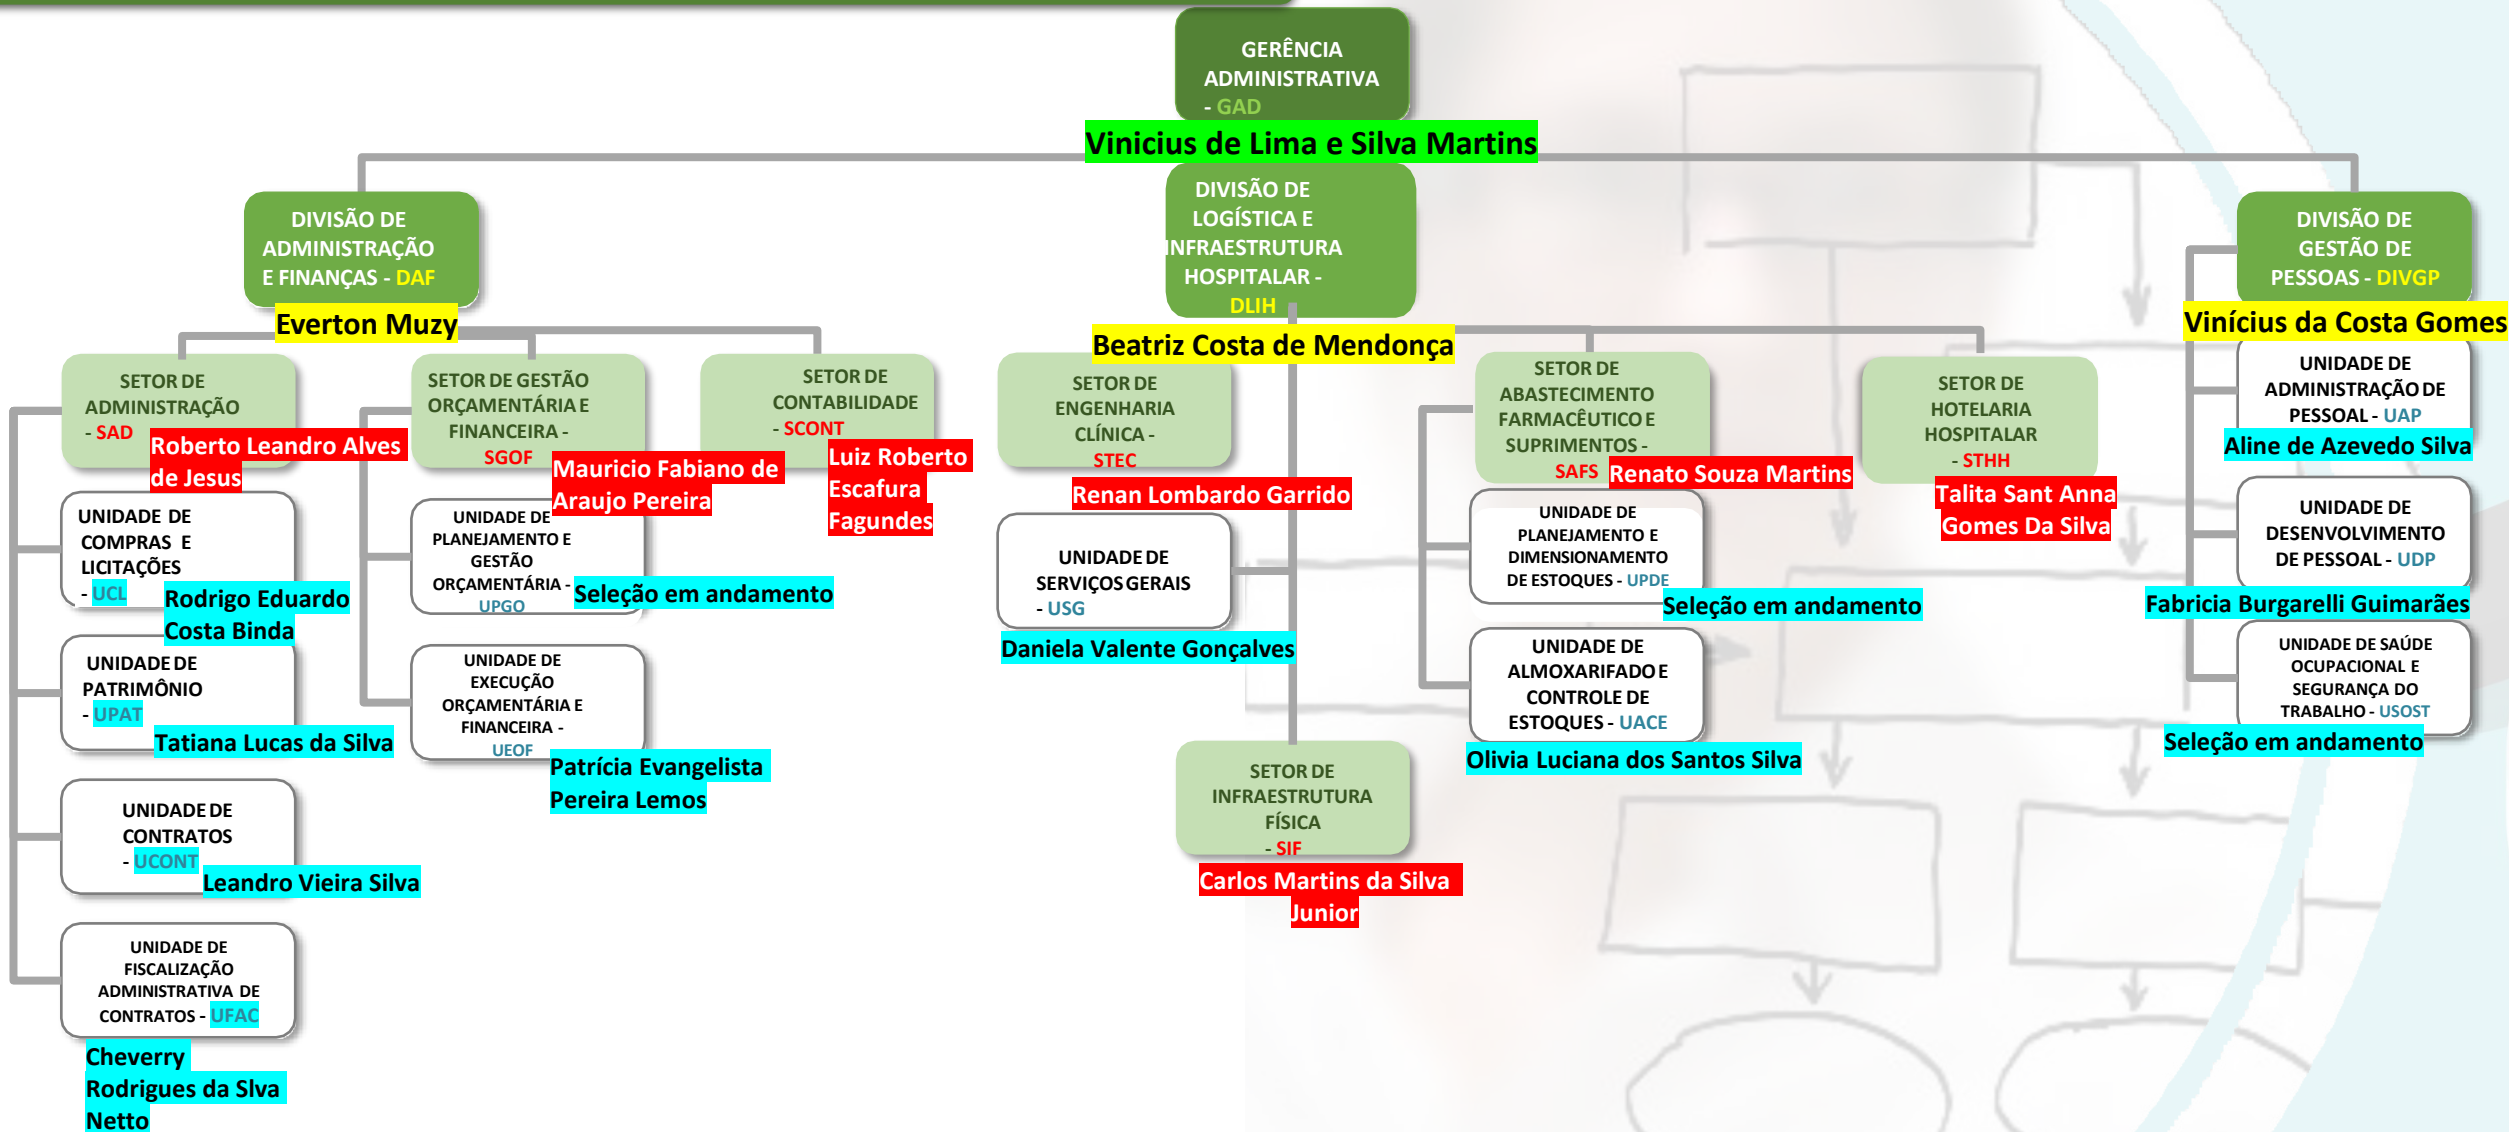 GERÊNCIA
ADMINISTRATIVA
- GAD
Vinicius de Lima e Silva Martins
DIVISÃO DE
ADMINISTRAÇÃO
E FINANÇAS - DAF
Everton Muzy
SETOR DE
ADMINISTRAÇÃO
- SAD
Roberto Leandro Alves
de Jesus
UNIDADE DE
COMPRAS E
LICITAÇÕES
- UCL
Rodrigo Eduardo
Costa Binda
UNIDADE DE
PATRIMÔNIO
- UPAT
Tatiana Lucas da Silva
UNIDADE DE
CONTRATOS
- UCONT
Leandro Vieira Silva
UNIDADE DE
FISCALIZAÇÃO
ADMINISTRATIVA DE
CONTRATOS - UFAC
Cheverry
Rodrigues da Slva
Netto
SETOR DE GESTÃO
ORÇAMENTÁRIA E
FINANCEIRA -
SGOF
Mauricio Fabiano de
Araujo Pereira
UNIDADE DE
PLANEJAMENTO E
GESTÃO
ORÇAMENTÁRIA -
UPGO
Seleção em andamento
UNIDADE DE
EXECUÇÃO
ORÇAMENTÁRIA E
FINANCEIRA -
UEOF
Patrícia Evangelista
Pereira Lemos
SETOR DE
CONTABILIDADE
- SCONT
Luiz Roberto
Escafura
Fagundes
DIVISÃO DE
LOGÍSTICA E
INFRAESTRUTURA
HOSPITALAR -
DLIH
Beatriz Costa de Mendonça
SETOR DE
ENGENHARIA
CLÍNICA -
STEC
Renan Lombardo Garrido
UNIDADE DE
SERVIÇOS GERAIS
- USG
Daniela Valente Gonçalves
SETOR DE
INFRAESTRUTURA
FÍSICA
- SIF
Carlos Martins da Silva
Junior
SETOR DE
ABASTECIMENTO
FARMACÊUTICO E
SUPRIMENTOS -
SAFS
Renato Souza Martins
UNIDADE DE
PLANEJAMENTO E
DIMENSIONAMENTO
DE ESTOQUES - UPDE
Seleção em andamento
UNIDADE DE
ALMOXARIFADO E
CONTROLE DE
ESTOQUES - UACE
Olivia Luciana dos Santos Silva
SETOR DE
HOTELARIA
HOSPITALAR
- STHH
Talita Sant Anna
Gomes Da Silva
DIVISÃO DE
GESTÃO DE
PESSOAS - DIVGP
Vinícius da Costa Gomes
UNIDADE DE
ADMINISTRAÇÃO DE
PESSOAL - UAP
Aline de Azevedo Silva
UNIDADE DE
DESENVOLVIMENTO
DE PESSOAL - UDP
Fabricia Burgarelli Guimarães
UNIDADE DE SAÚDE
OCUPACIONAL E
SEGURANÇA DO
TRABALHO - USOST
Seleção em andamento